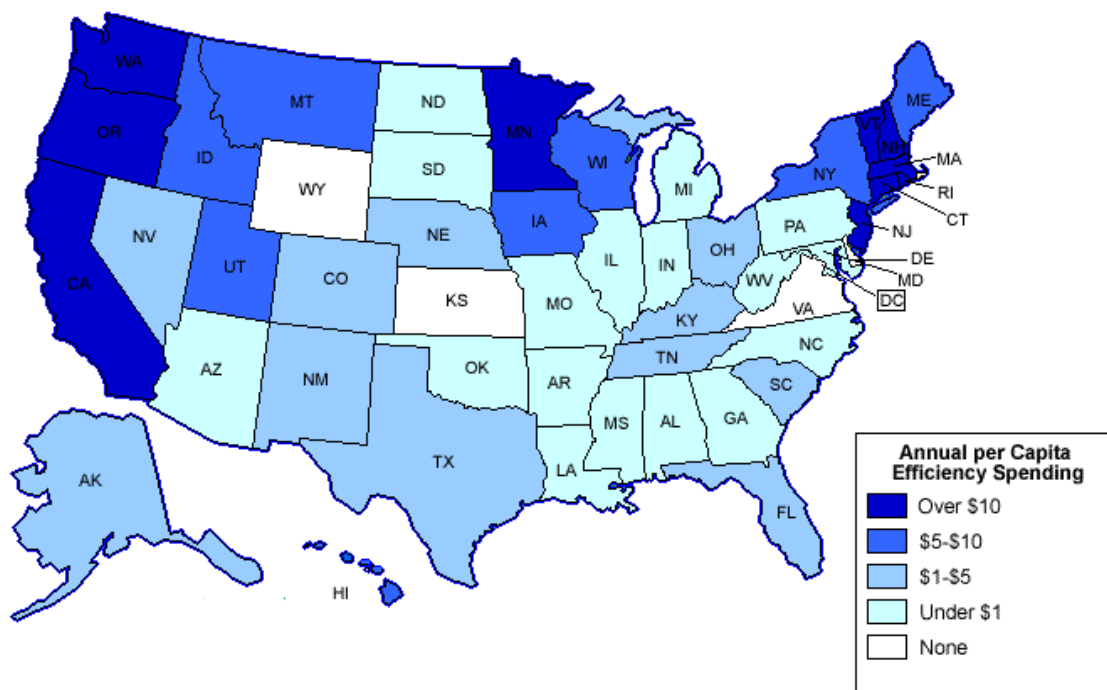 WA
MT
ND
MN
ME
VT
NH
OR
ID
WI
MA
SD
NY
RI
WY
MI
CT
IA
PA
NJ
NV
NE
OH
DE
UT
IL
IN
MD
CO
WV
CA
KS
DC
MO
VA
KY
NC
TN
AZ
OK
NM
AR
SC
MS
AL
GA
TX
LA
AK
FL
HI
Annual per Capita
Efficiency Spending
Over $10
$5-$10
$1-$5
Under $1
None